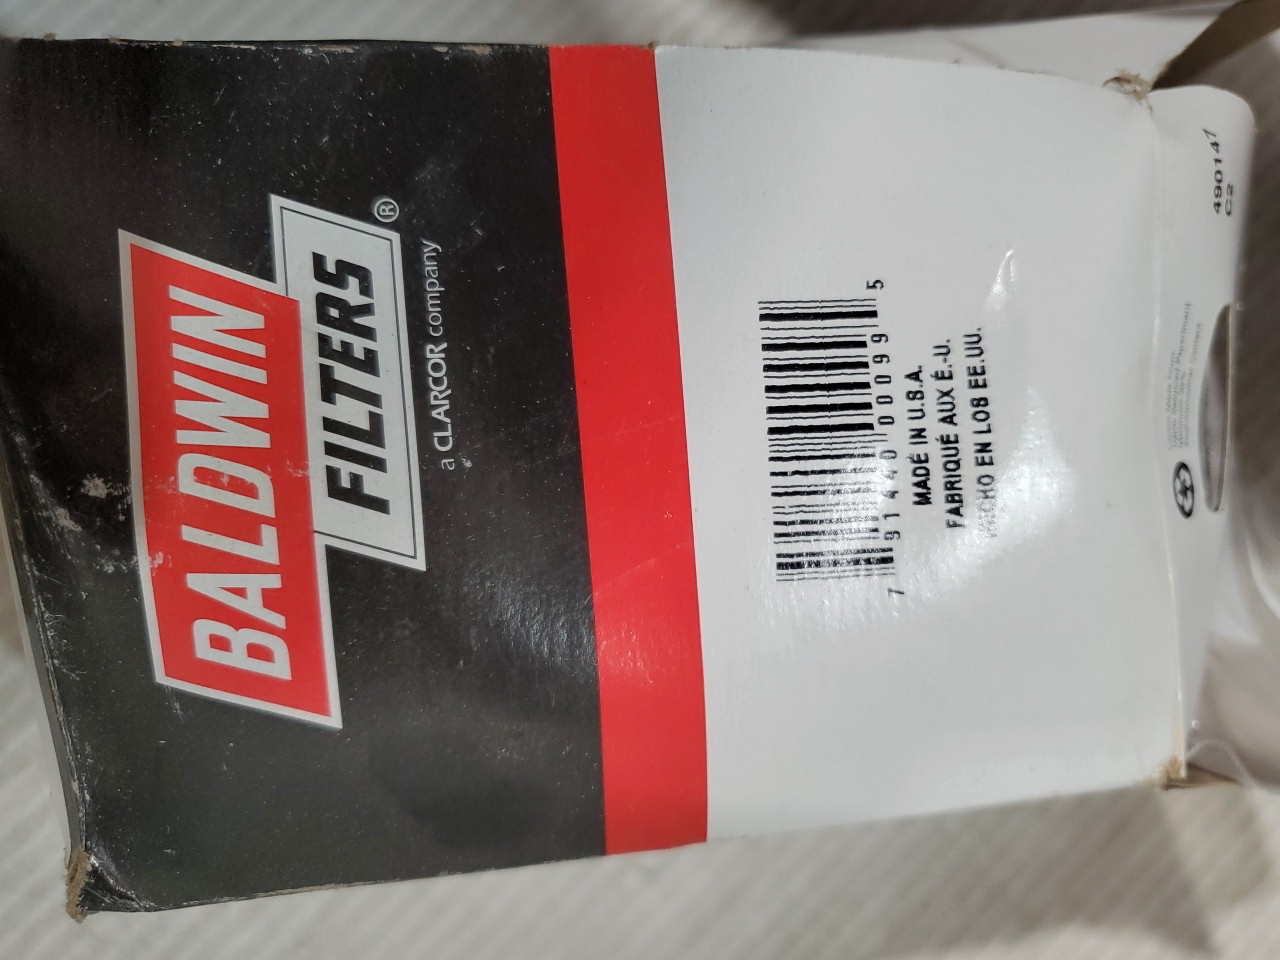 BALDWIN
FILTERS®
a CLARCOR company
7 91440 00099 5
MADE IN U.S.A.
FABRIQUÉ AUX É.-U.
HECHO EN LOS EE.UU.
490147
C2